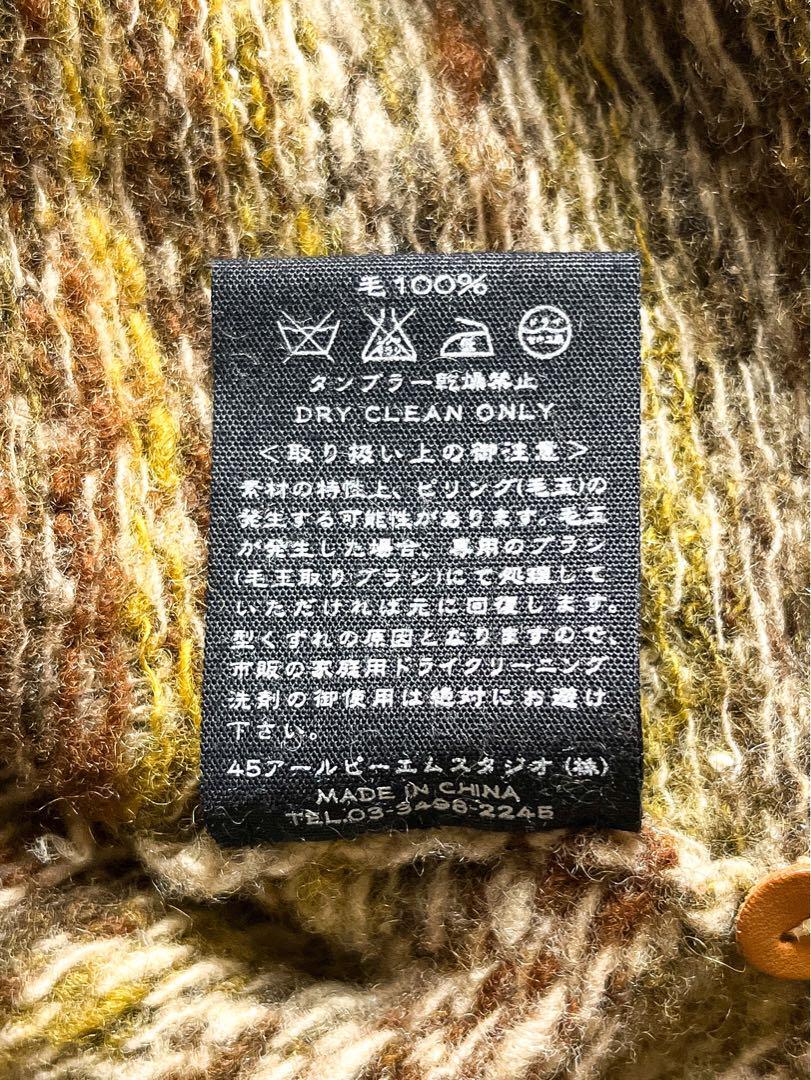 毛100%
タンブラー乾燥禁止
DRY CLEAN ONLY
＜取り扱い上の御注意＞
素材の特性上、ピリング(毛玉)の
発生する可能性があります。毛玉
が発生した場合、専用のブラシ
(毛玉取りブラシ)にて処理して
いただければ元に回復します。
型くずれの原因となりますので、
市販の家庭用ドライクリーニング
洗剤の御使用は絶対にお避け
下さい。
45アールピーエムスタジオ(株)
MADE IN CHINA
TEL.03-3498-2245